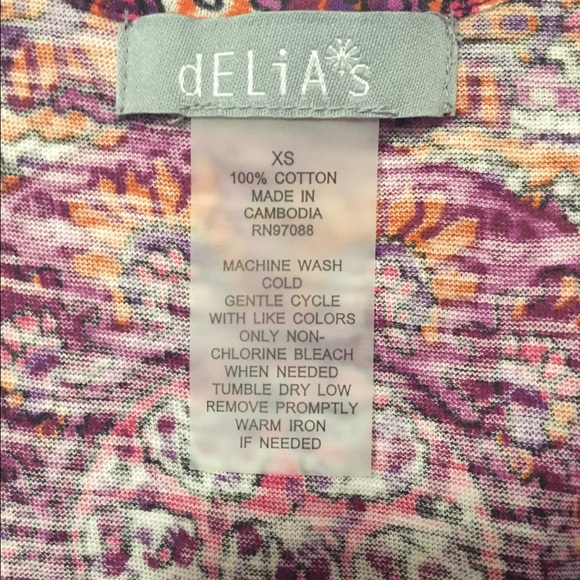 dELiA*s
XS
100% COTTON
MADE IN
CAMBODIA
RN97088
MACHINE WASH
COLD
GENTLE CYCLE
WITH LIKE COLORS
ONLY NON-
CHLORINE BLEACH
WHEN NEEDED
TUMBLE DRY LOW
REMOVE PROMPTLY
WARM IRON
IF NEEDED